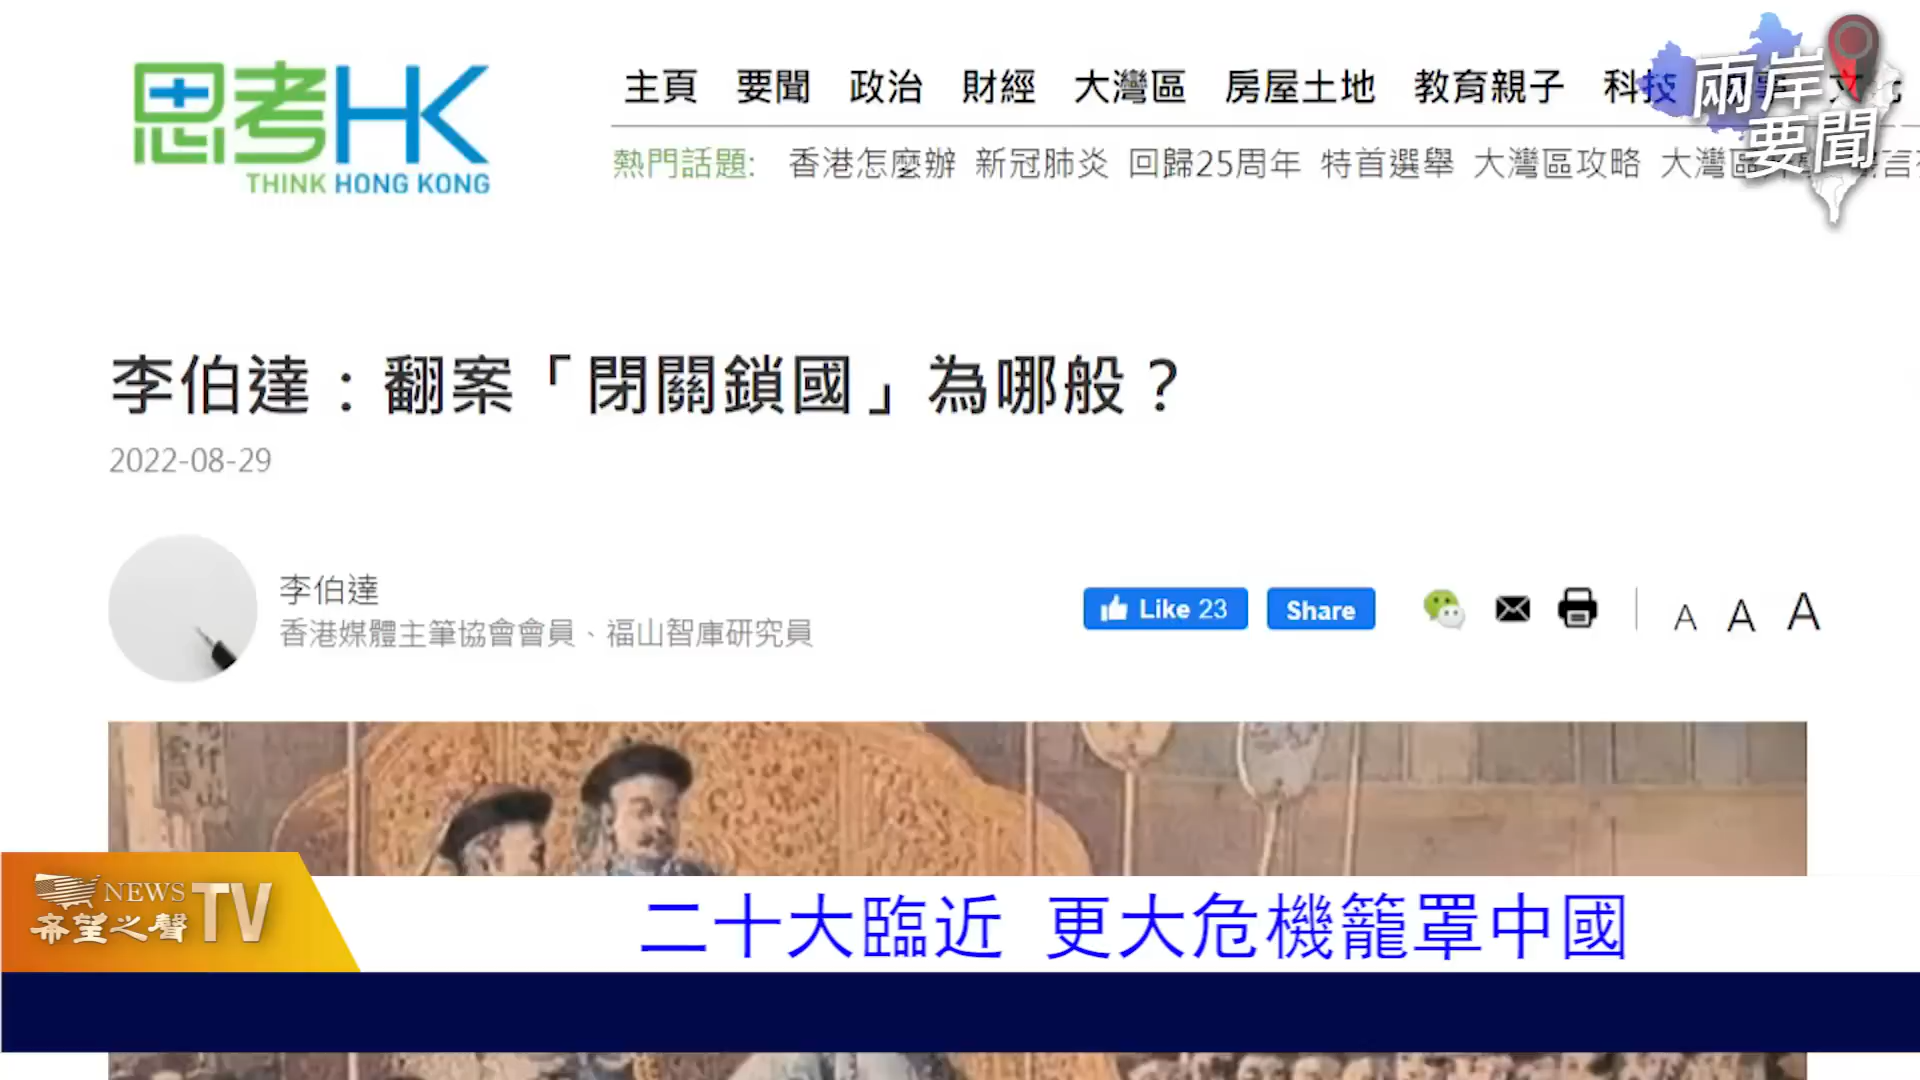 思考HK
THINK HONG KONG
主頁 要聞 政治 財經 大灣區 房屋土地 教育親子 科技
兩岸
要聞
熱門話題: 香港怎麼辦 新冠肺炎 回歸25周年 特首選舉 大灣區攻略 大灣區
李伯達：翻案「閉關鎖國」為哪般？
2022-08-29
李伯達
香港媒體主筆協會會員、福山智庫研究員
Like 23 Share
A A A
NEWS
希望之聲 TV
二十大臨近 更大危機籠罩中國